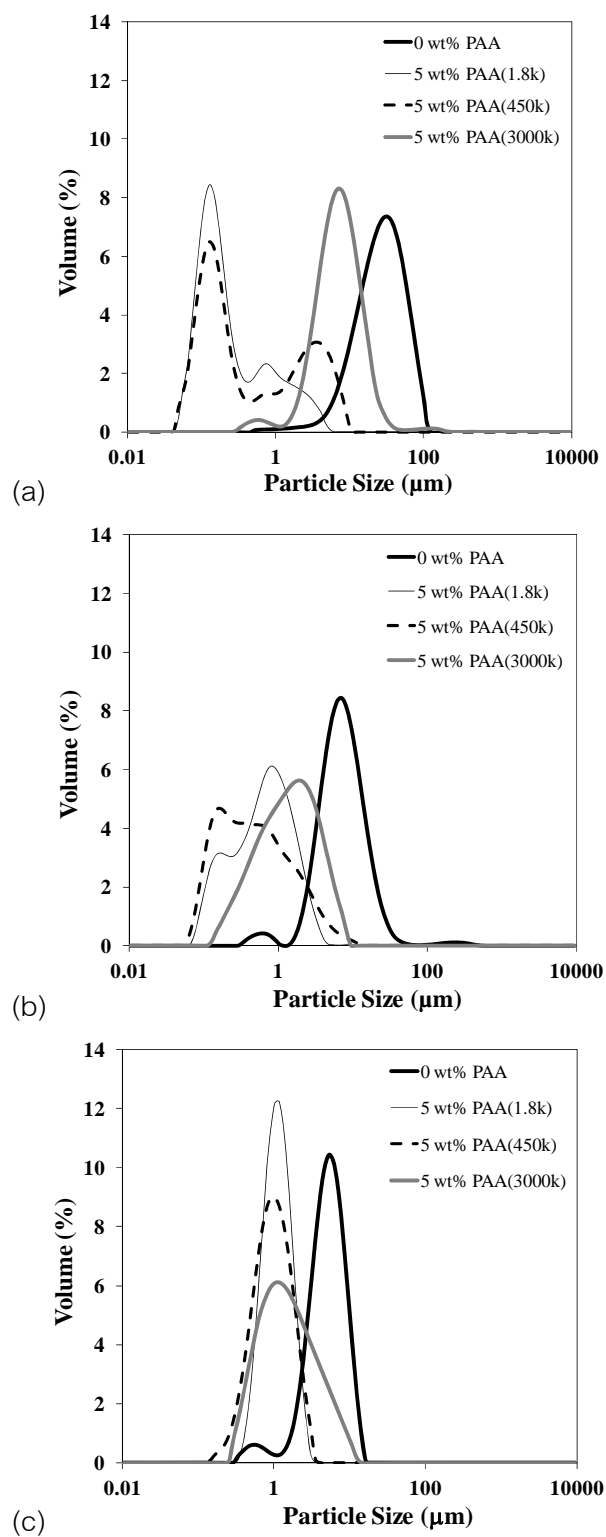 14
12
10
8
6
4
2
0
Volume (%)
0 wt% PAA
5 wt% PAA(1.8k)
5 wt% PAA(450k)
5 wt% PAA(3000k)
0.01 1 100 10000
Particle Size (µm)
(a)
14
12
10
8
6
4
2
0
Volume (%)
0 wt% PAA
5 wt% PAA(1.8k)
5 wt% PAA(450k)
5 wt% PAA(3000k)
0.01 1 100 10000
Particle Size (µm)
(b)
14
12
10
8
6
4
2
0
Volume (%)
0 wt% PAA
5 wt% PAA(1.8k)
5 wt% PAA(450k)
5 wt% PAA(3000k)
0.01 1 100 10000
Particle Size (µm)
(c)